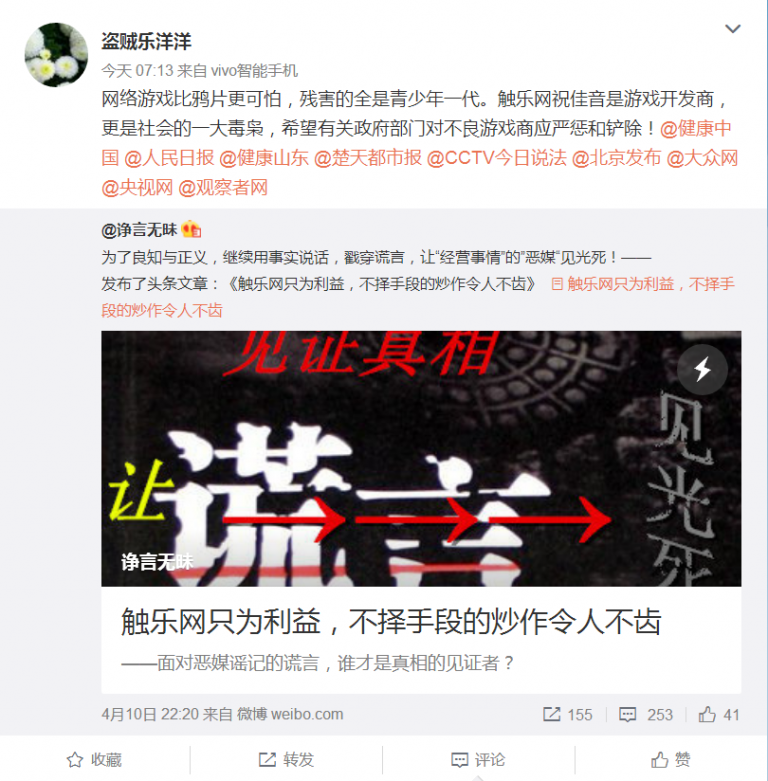 盗贼乐洋洋
今天 07:13 来自 vivo智能手机
网络游戏比鸦片更可怕，残害的全是青少年一代。触乐网祝佳音是游戏开发商，
更是社会的一大毒枭，希望有关政府部门对不良游戏商应严惩和铲除！@健康中
国 @人民日报 @健康山东 @楚天都市报 @CCTV今日说法 @北京发布 @大众网
@央视网 @观察者网
@诤言无昧
为了良知与正义，继续用事实说话，戳穿谎言，让“经营事情”的”恶媒”见光死！——
发布了头条文章：《触乐网只为利益，不择手段的炒作令人不齿》 触乐网只为利益，不择手
段的炒作令人不齿
见证真相
让
谎言
见光死
诤言无昧
触乐网只为利益，不择手段的炒作令人不齿
——面对恶媒谣记的谎言，谁才是真相的见证者？
4月10日 22:20 来自 微博 weibo.com 155 253 41
收藏 转发 评论 赞